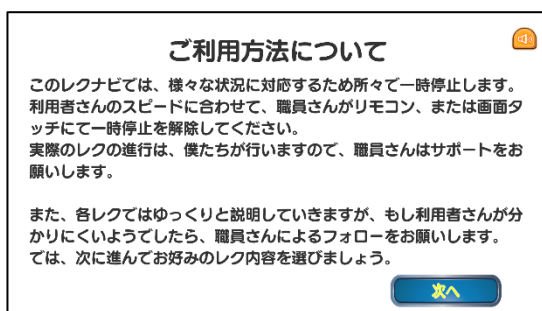 ご利用方法について
このレクナビでは、様々な状況に対応するため所々で一時停止します。
利用者さんのスピードに合わせて、職員さんがリモコン、または画面タ
ッチにて一時停止を解除してください。
実際のレクの進行は、僕たちが行いますので、職員さんはサポートをお
願いします。
また、各レクではゆっくりと説明していきますが、もし利用者さんが分
かりにくいようでしたら、職員さんによるフォローをお願いします。
では、次に進んでお好みのレク内容を選びましょう。
次へ